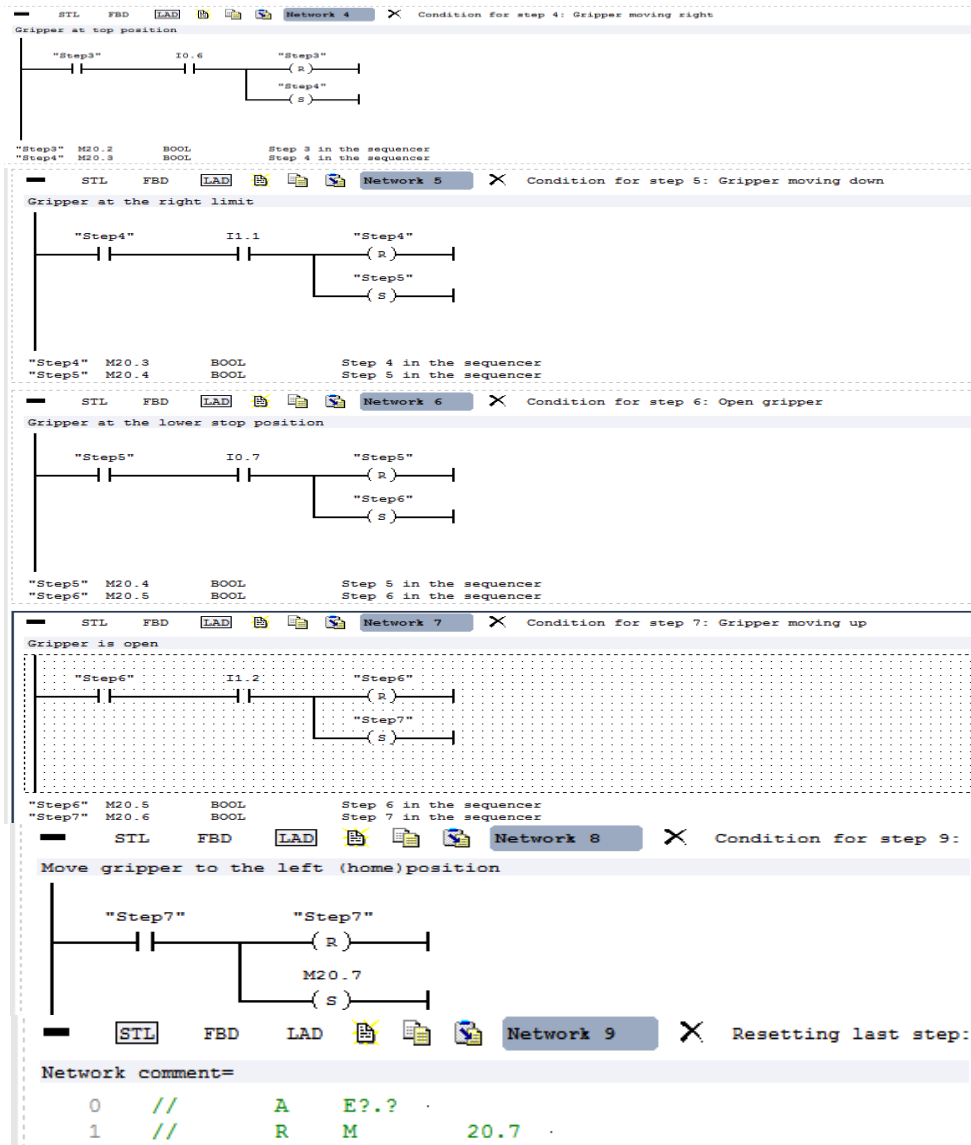 STL FBD LAD Network 4 Condition for step 4: Gripper moving right
Gripper at top position
"Step3" I0.6 "Step3"
( R )
"Step4"
( S )
"Step3" M20.2 BOOL Step 3 in the sequencer
"Step4" M20.3 BOOL Step 4 in the sequencer
STL FBD LAD Network 5 Condition for step 5: Gripper moving down
Gripper at the right limit
"Step4" I1.1 "Step4"
( R )
"Step5"
( S )
"Step4" M20.3 BOOL Step 4 in the sequencer
"Step5" M20.4 BOOL Step 5 in the sequencer
STL FBD LAD Network 6 Condition for step 6: Open gripper
Gripper at the lower stop position
"Step5" I0.7 "Step5"
( R )
"Step6"
( S )
"Step5" M20.4 BOOL Step 5 in the sequencer
"Step6" M20.5 BOOL Step 6 in the sequencer
STL FBD LAD Network 7 Condition for step 7: Gripper moving up
Gripper is open
"Step6" I1.2 "Step6"
( R )
"Step7"
( S )
"Step6" M20.5 BOOL Step 6 in the sequencer
"Step7" M20.6 BOOL Step 7 in the sequencer
STL FBD LAD Network 8 Condition for step 9:
Move gripper to the left (home)position
"Step7" "Step7"
( R )
M20.7
( S )
STL FBD LAD Network 9 Resetting last step:
Network comment=
0 // A E?.?
1 // R M 20.7